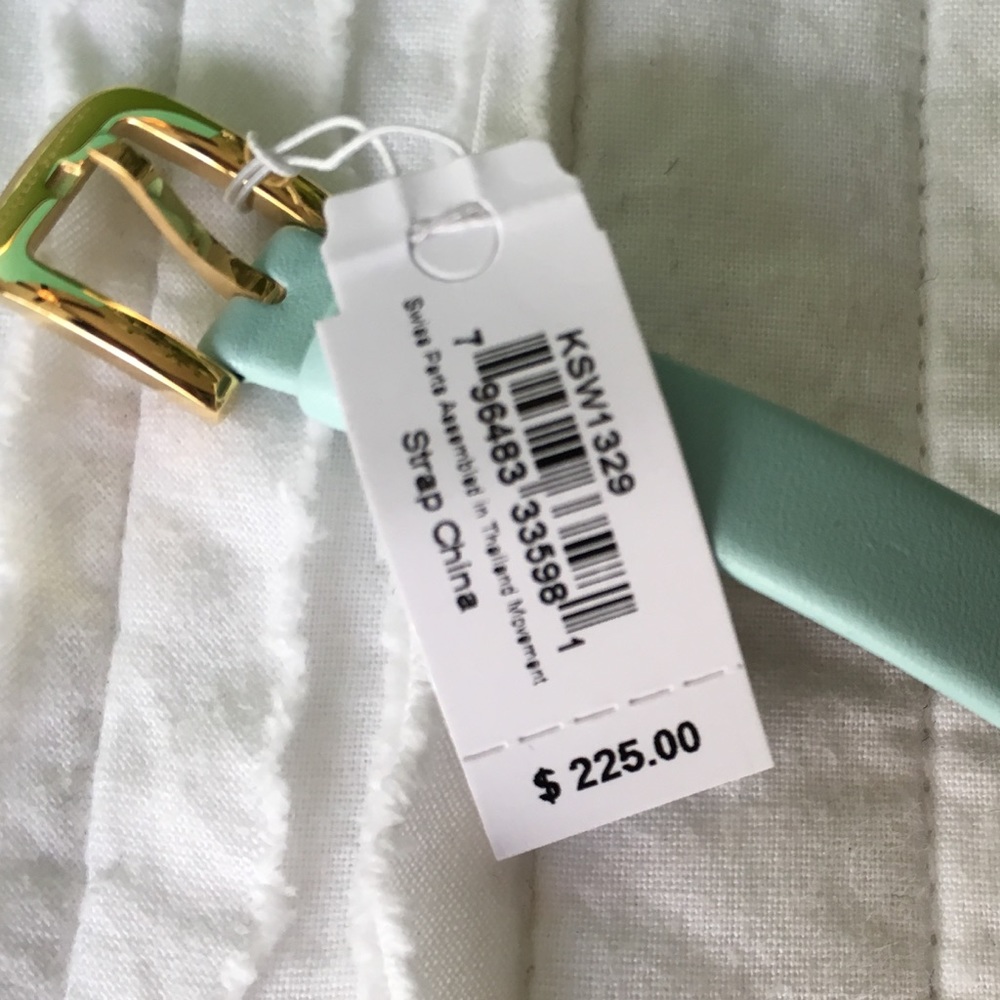 KSW1329
7 96483 33598 1
Swiss Parts Assembled in Thailand Movement
Strap China
$ 225.00